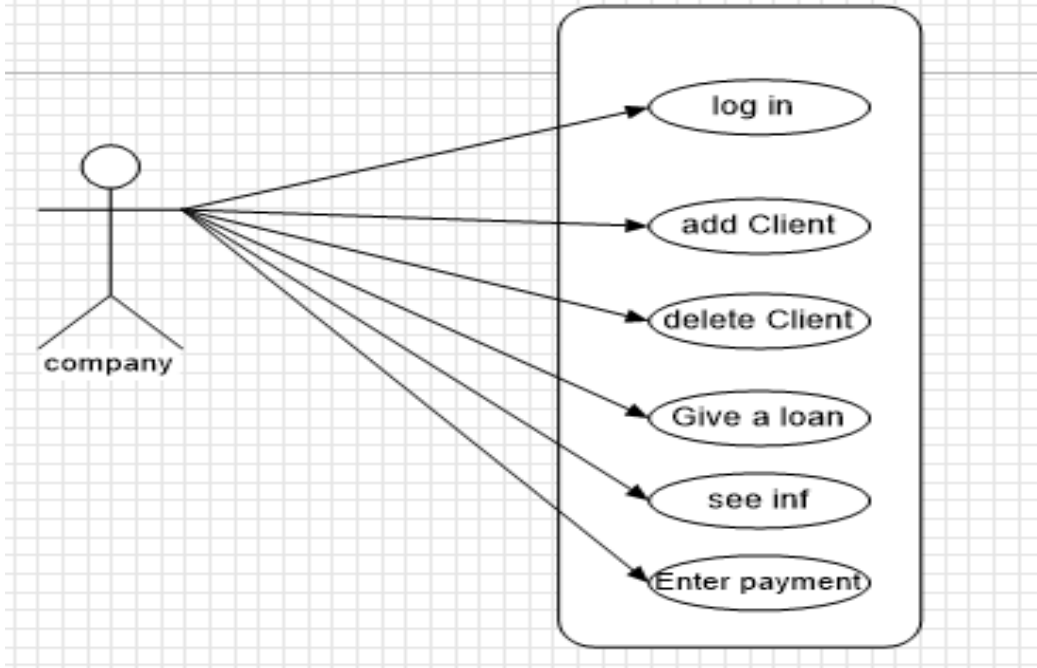 log in
add Client
delete Client
company
Give a loan
see inf
Enter payment